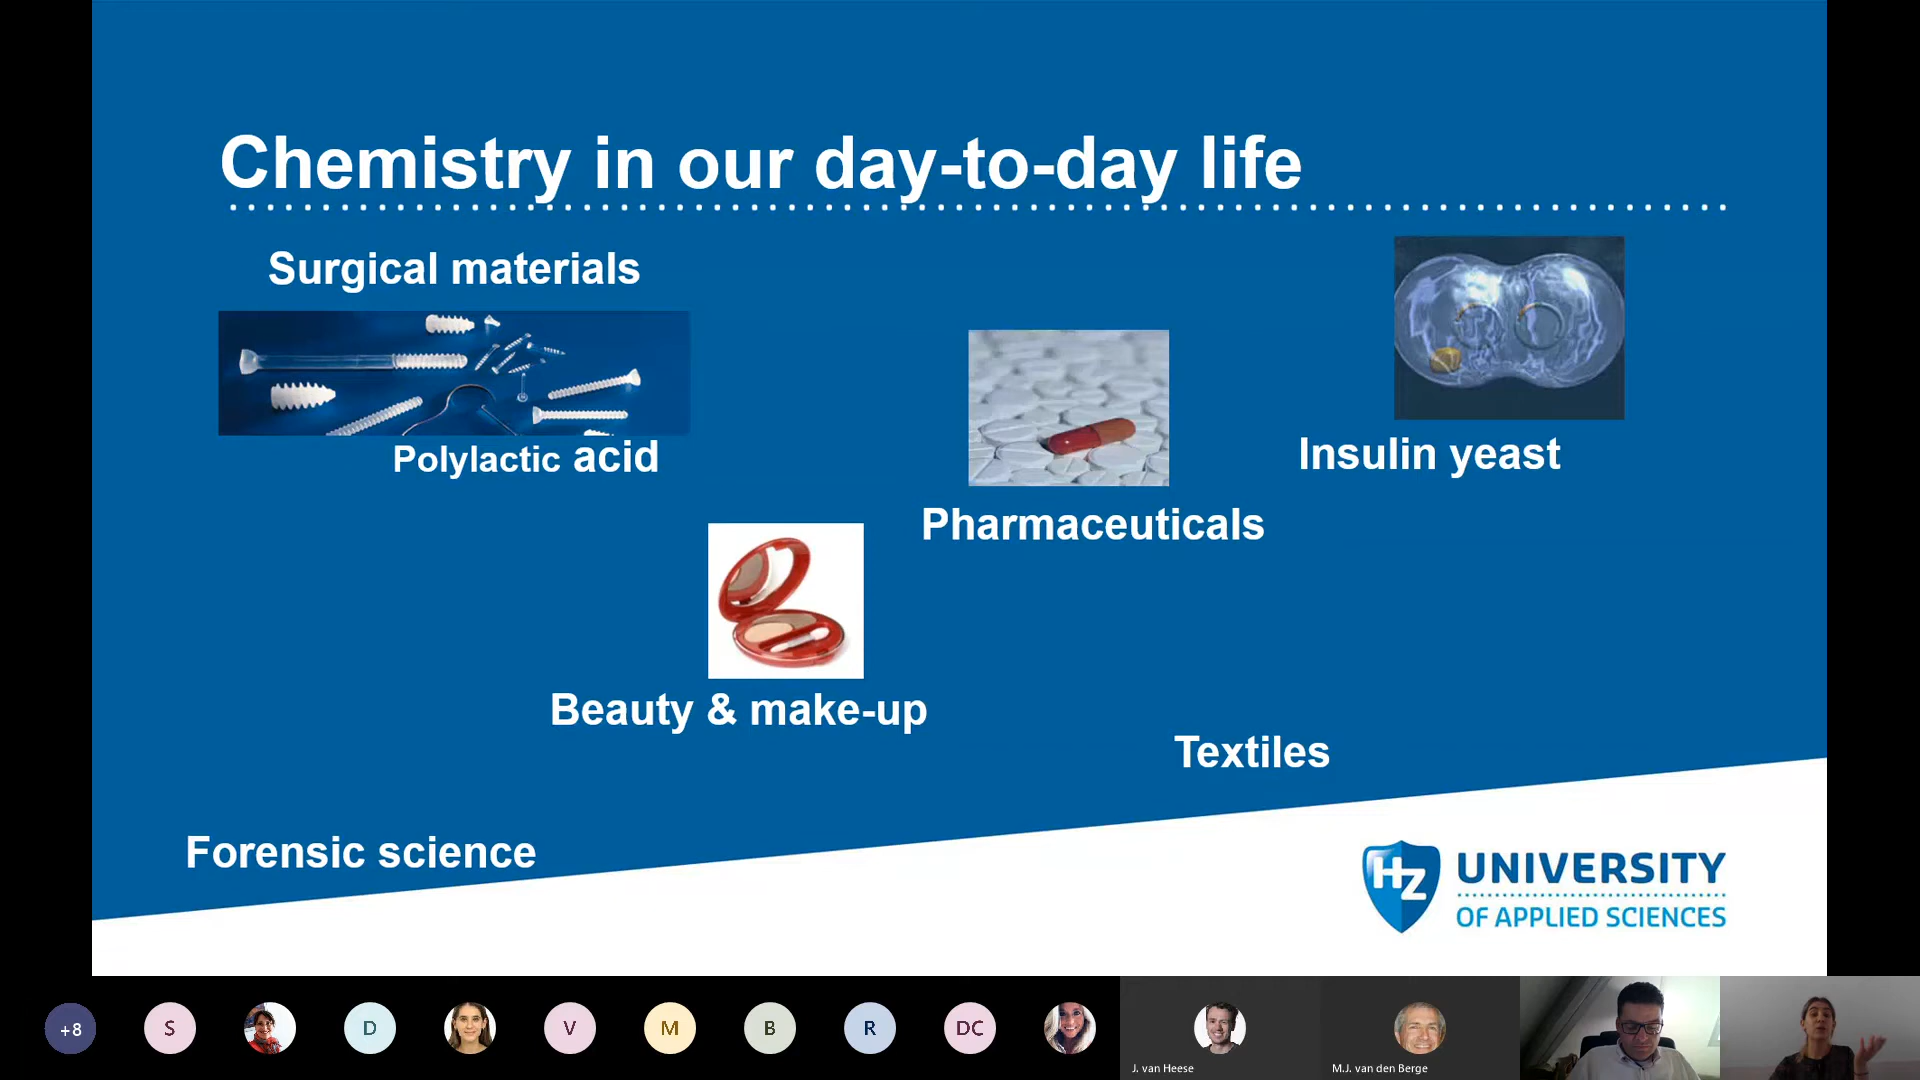 Chemistry in our day-to-day life
Surgical materials
Polylactic acid
Insulin yeast
Pharmaceuticals
Beauty & make-up
Textiles
Forensic science
HZ
UNIVERSITY
OF APPLIED SCIENCES
+8
S
D
V
M
B
R
DC
J. van Heese
M.J. van den Berge